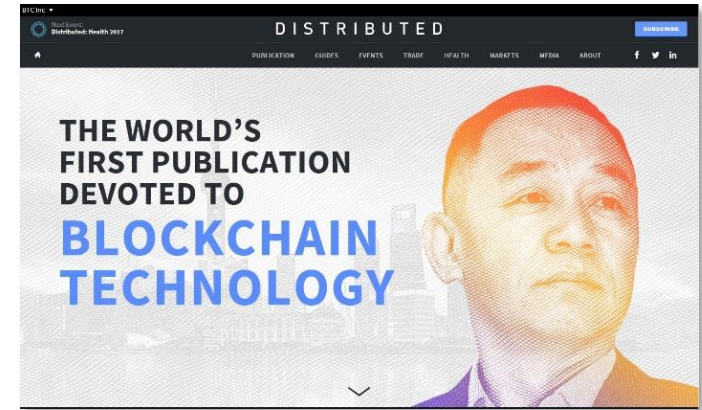 BTC Inc
Next Event:
Distributed: Health 2017
DISTRIBUTED
SUBSCRIBE
PUBLICATION GUIDES EVENTS TRADE HEALTH MARKETS MEDIA ABOUT
THE WORLD'S
FIRST PUBLICATION
DEVOTED TO
BLOCKCHAIN
TECHNOLOGY